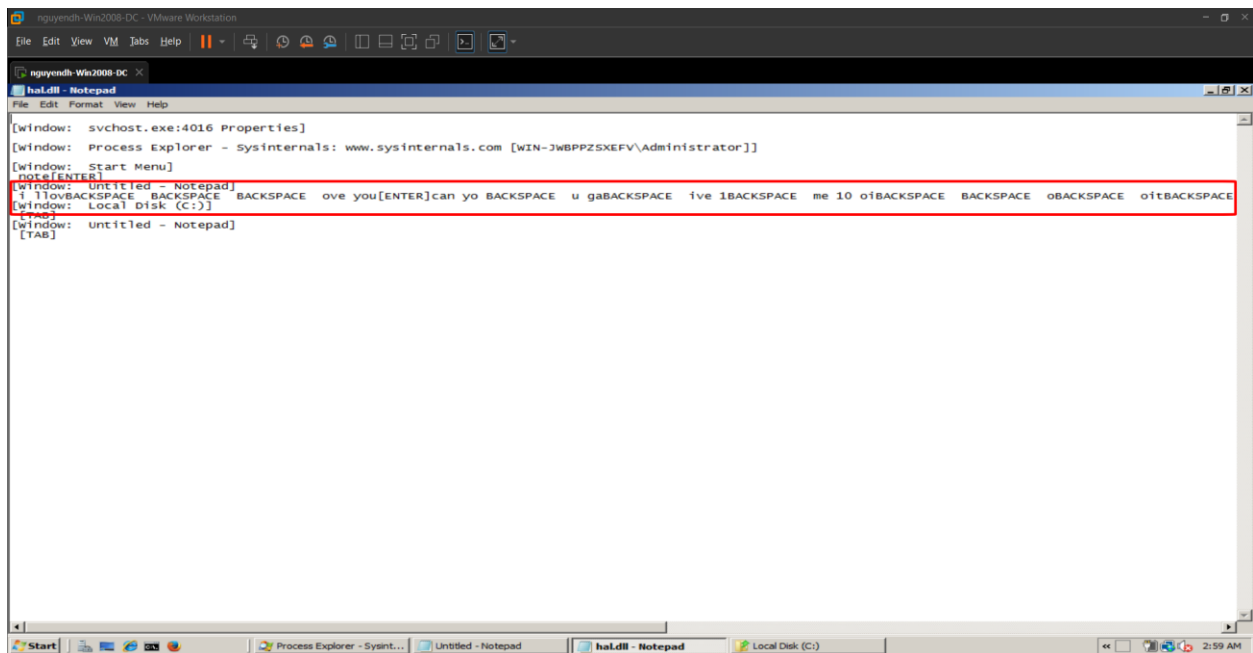 nguyendh-Win2008-DC - VMware Workstation
File Edit View VM Tabs Help
nguyendh-Win2008-DC
hal.dll - Notepad
File Edit Format View Help
[Window: svchost.exe:4016 Properties]
[Window: Process Explorer - Sysinternals: www.sysinternals.com [WIN-JWBPPZSXEFV\Administrator]]
[Window: Start Menu]
note[ENTER]
[Window: Untitled - Notepad]
i llovBACKSPACE BACKSPACE BACKSPACE ove you[ENTER]can yo BACKSPACE u gaBACKSPACE ive 1BACKSPACE me 10 oiBACKSPACE BACKSPACE oBACKSPACE oitBACKSPACE
[Window: Local Disk (C:)]
[TAB]
[Window: Untitled - Notepad]
[TAB]
Start Process Explorer - Sysint... Untitled - Notepad hal.dll - Notepad Local Disk (C:) 2:59 AM